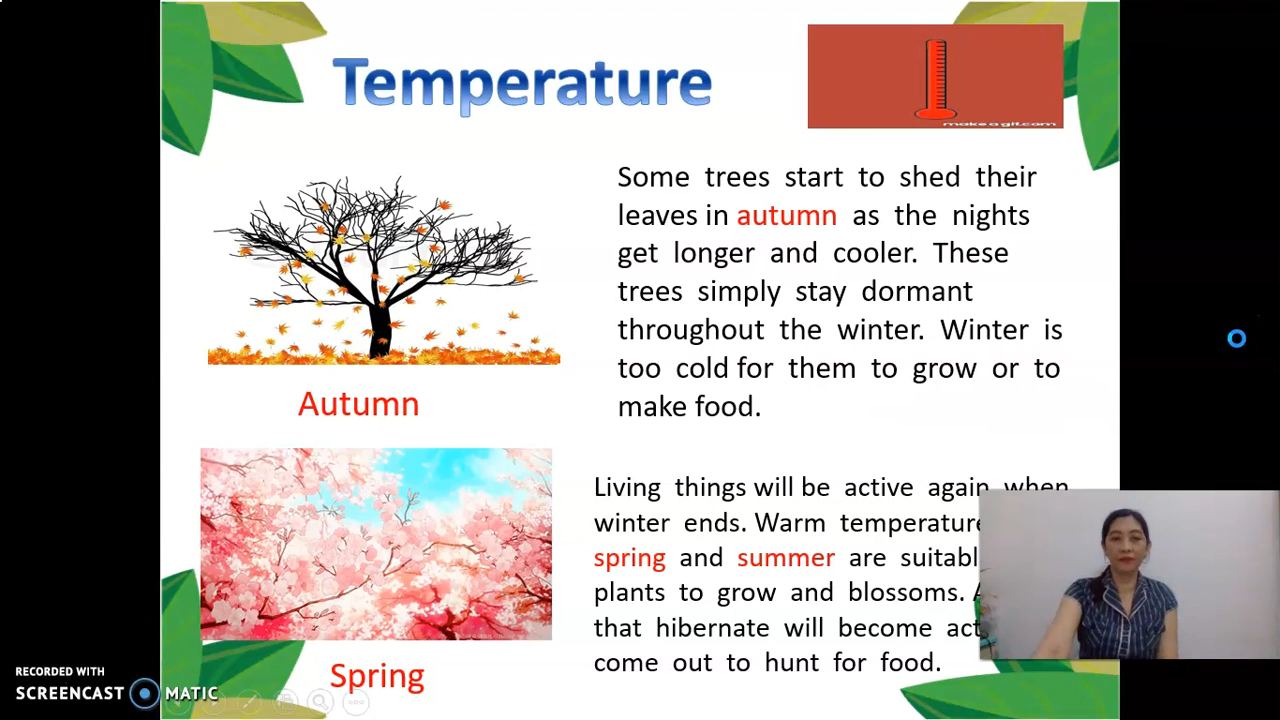 Temperature
make a gif.com
Some trees start to shed their
leaves in autumn as the nights
get longer and cooler. These
trees simply stay dormant
throughout the winter. Winter is
too cold for them to grow or to
make food.
Autumn
Living things will be active again when
winter ends. Warm temperature
spring and summer are suitabl
plants to grow and blossoms. A
that hibernate will become act
come out to hunt for food.
Spring
RECORDED WITH
SCREENCAST MATIC